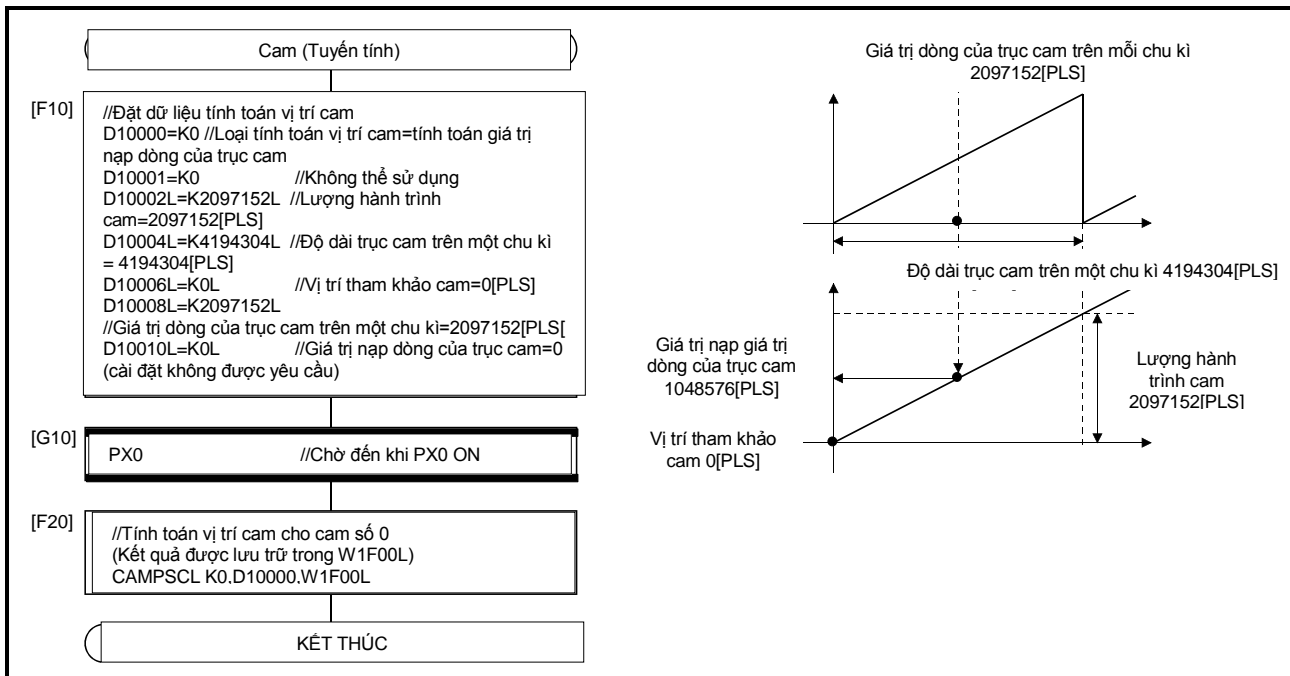 Cam (Tuyến tính)
[F10]
//Đặt dữ liệu tính toán vị trí cam
D10000=K0 //Loại tính toán vị trí cam=tính toán giá trị
nạp dòng của trục cam
D10001=K0 //Không thể sử dụng
D10002L=K2097152L //Lượng hành trình
cam=2097152[PLS]
D10004L=K4194304L //Độ dài trục cam trên một chu kì
= 4194304[PLS]
D10006L=K0L //Vị trí tham khảo cam=0[PLS]
D10008L=K2097152L
//Giá trị dòng của trục cam trên một chu kì=2097152[PLS[
D10010L=K0L //Giá trị nạp dòng của trục cam=0
(cài đặt không được yêu cầu)
[G10]
PX0 //Chờ đến khi PX0 ON
[F20]
//Tính toán vị trí cam cho cam số 0
(Kết quả được lưu trữ trong W1F00L)
CAMPSCL K0,D10000,W1F00L
KẾT THÚC
Giá trị dòng của trục cam trên mỗi chu kì
2097152[PLS]
Độ dài trục cam trên một chu kì 4194304[PLS]
Giá trị nạp giá trị
dòng của trục cam
1048576[PLS]
Lượng hành
trình cam
2097152[PLS]
Vị trí tham khảo
cam 0[PLS]